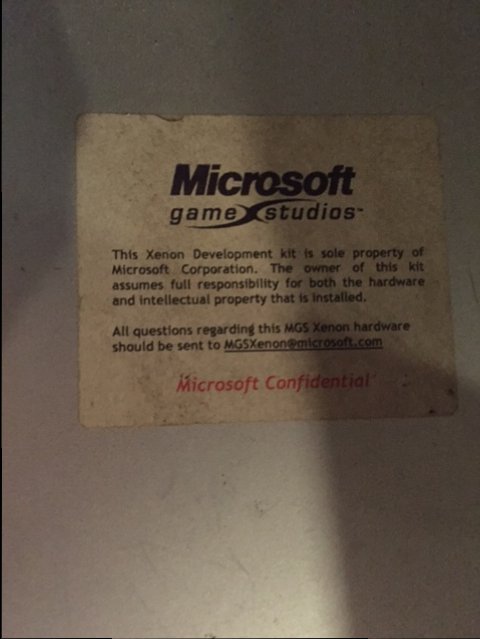 Microsoft
game studios™
This Xenon Development kit is sole property of
Microsoft Corporation. The owner of this kit
assumes full responsibility for both the hardware
and intellectual property that is installed.
All questions regarding this MGS Xenon hardware
should be sent to MGSXenon@microsoft.com
Microsoft Confidential